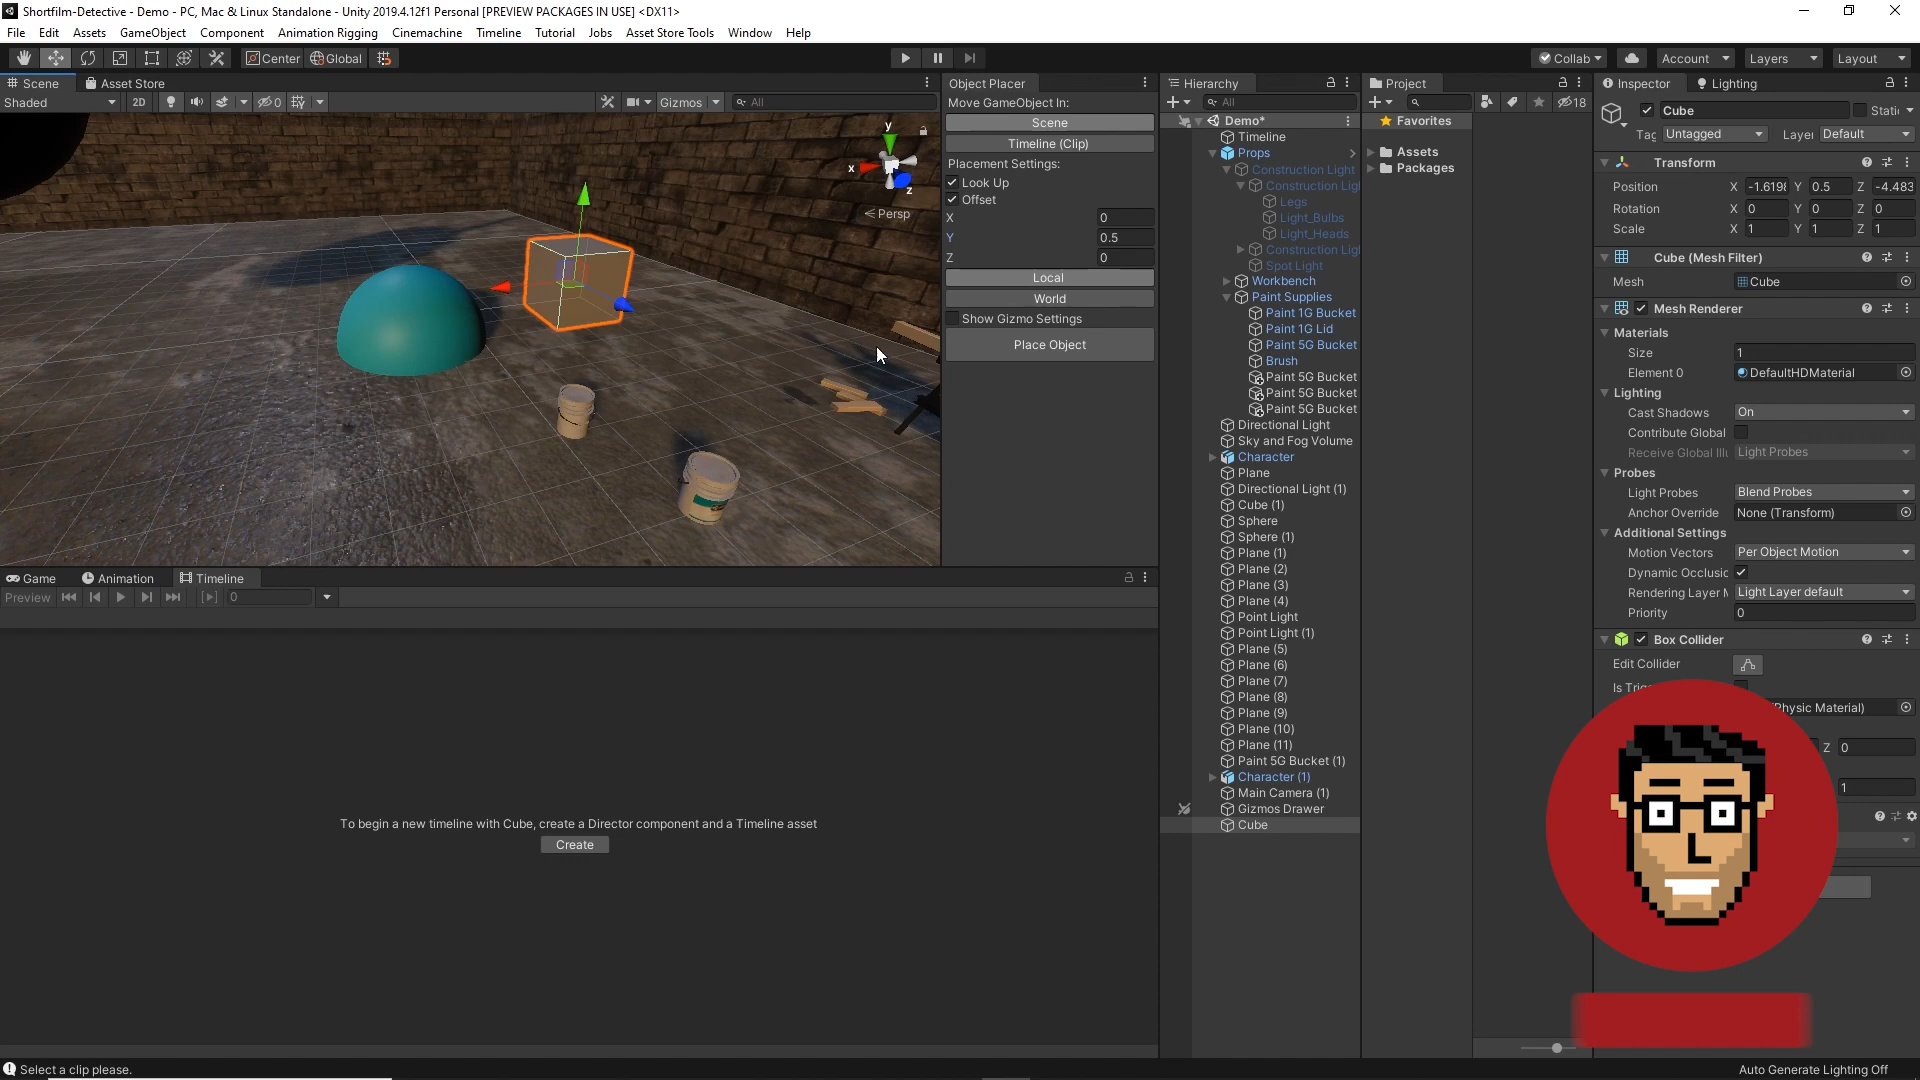 Shortfilm-Detective - Demo - PC, Mac & Linux Standalone - Unity 2019.4.12f1 Personal [PREVIEW PACKAGES IN USE] <DX11>
File Edit Assets GameObject Component Animation Rigging Cinemachine Timeline Tutorial Jobs Asset Store Tools Window Help
Center Global Collab Account Layers Layout
Scene Asset Store
Shaded 2D 0 Gizmos All
y
x
z
Persp
Object Placer
Move GameObject In:
Scene
Timeline (Clip)
Placement Settings:
Look Up
Offset
X 0
Y 0.5
Z 0
Local
World
Show Gizmo Settings
Place Object
Game Animation Timeline
Preview 0
To begin a new timeline with Cube, create a Director component and a Timeline asset
Create
Hierarchy
All
Demo*
Timeline
Props
Construction Light
Construction Lig
Legs
Light_Bulbs
Light_Heads
Construction Lig
Spot Light
Workbench
Paint Supplies
Paint 1G Bucket
Paint 1G Lid
Paint 5G Bucket
Brush
Paint 5G Bucket
Paint 5G Bucket
Paint 5G Bucket
Directional Light
Sky and Fog Volume
Character
Plane
Directional Light (1)
Cube (1)
Sphere
Sphere (1)
Plane (1)
Plane (2)
Plane (3)
Plane (4)
Point Light
Point Light (1)
Plane (5)
Plane (6)
Plane (7)
Plane (8)
Plane (9)
Plane (10)
Plane (11)
Paint 5G Bucket (1)
Character (1)
Main Camera (1)
Gizmos Drawer
Cube
Project
18
Favorites
Assets
Packages
Inspector Lighting
Cube Stati
Tag Untagged Layer Default
Transform
Position X -1.619 Y 0.5 Z -4.483
Rotation X 0 Y 0 Z 0
Scale X 1 Y 1 Z 1
Cube (Mesh Filter)
Mesh Cube
Mesh Renderer
Materials
Size 1
Element 0 DefaultHDMaterial
Lighting
Cast Shadows On
Contribute Global
Receive Global Illu Light Probes
Probes
Light Probes Blend Probes
Anchor Override None (Transform)
Additional Settings
Motion Vectors Per Object Motion
Dynamic Occlusic
Rendering Layer M Light Layer default
Priority 0
Box Collider
Edit Collider
Is Trig
Physic Material)
Z 0
1
Select a clip please.
Auto Generate Lighting Off